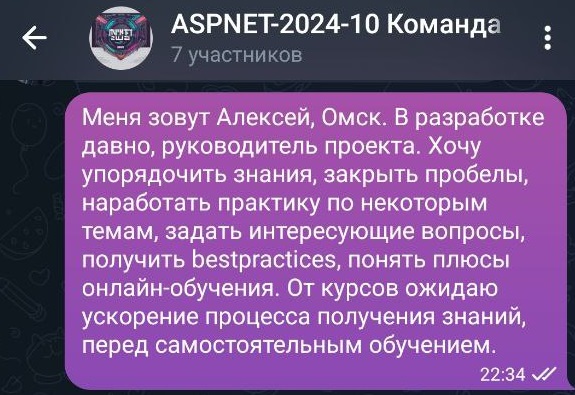 ASPNET-2024-10 Команда
7 участников
Меня зовут Алексей, Омск. В разработке
давно, руководитель проекта. Хочу
упорядочить знания, закрыть пробелы,
наработать практику по некоторым
темам, задать интересующие вопросы,
получить bestpractices, понять плюсы
онлайн-обучения. От курсов ожидаю
ускорение процесса получения знаний,
перед самостоятельным обучением.
22:34